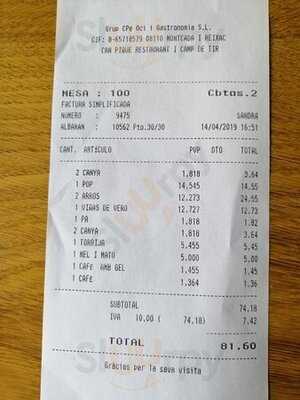 Grup CPe Oci i Gastronomia S.L.
CIF: B-65718579 08110 MONTCADA I REIXAC
CAN PIQUE RESTAURANT I CAMP DE TIR
MESA : 100 Cbtas.2
FACTURA SIMPLIFICADA
NUMERO : 9475 SANDRA
ALBARAN : 10562 Pto.30/30 14/04/2019 16:51
CANT. ARTICULO PVP DTO TOTAL
2 CANYA 1,818 3.64
1 POP 14,545 14.55
2 ARROS 12,273 24.55
1 VIÑAS DE VERO 12,727 12.73
1 PA 1,818 1.82
2 CANYA 1,818 3.64
1 TORRIJA 5,455 5.45
1 MEL I MATO 5,000 5.00
1 CAFE AMB GEL 1,455 1.45
1 CAFE 1,364 1.36
SUBTOTAL 74.18
IVA 10.00 ( 74,18) 7.42
TOTAL 81.60
Gràcies per la seva visita